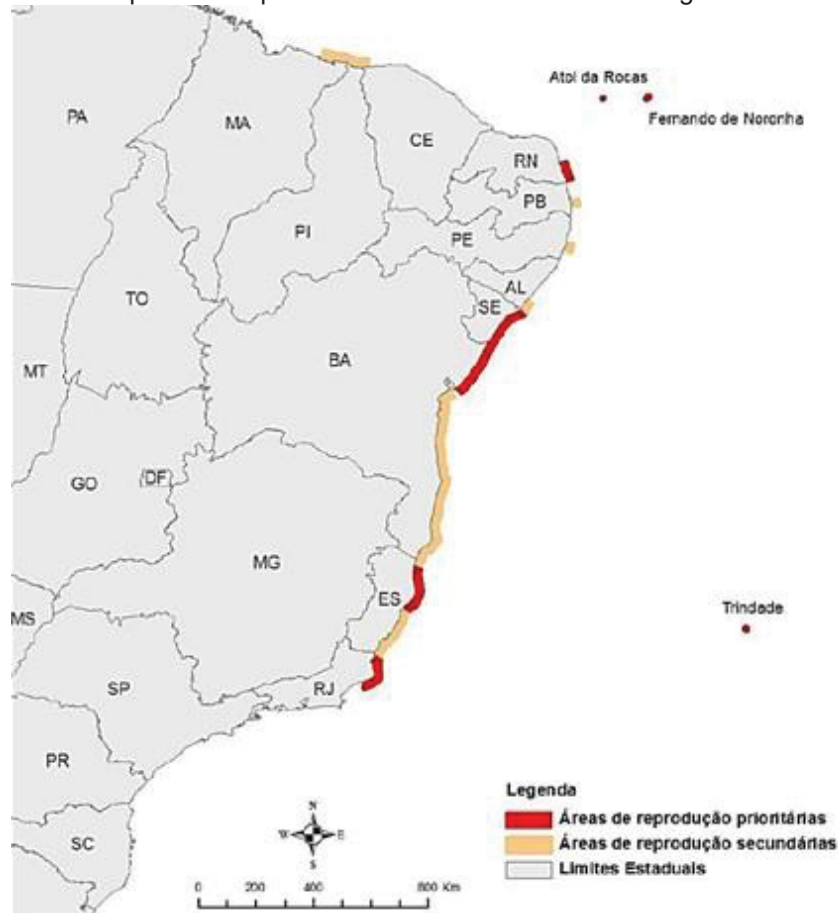 Atol da Rocas
Fernando de Noronha
PA
MA
CE
RN
PB
PI
PE
AL
SE
TO
BA
MT
GO
DF
MG
ES
MS
Trindade
SP
RJ
PR
SC
Legenda
Áreas de reprodução prioritárias
Áreas de reprodução secundárias
Limites Estaduais
N
W
E
S
0 200 400 800 Km